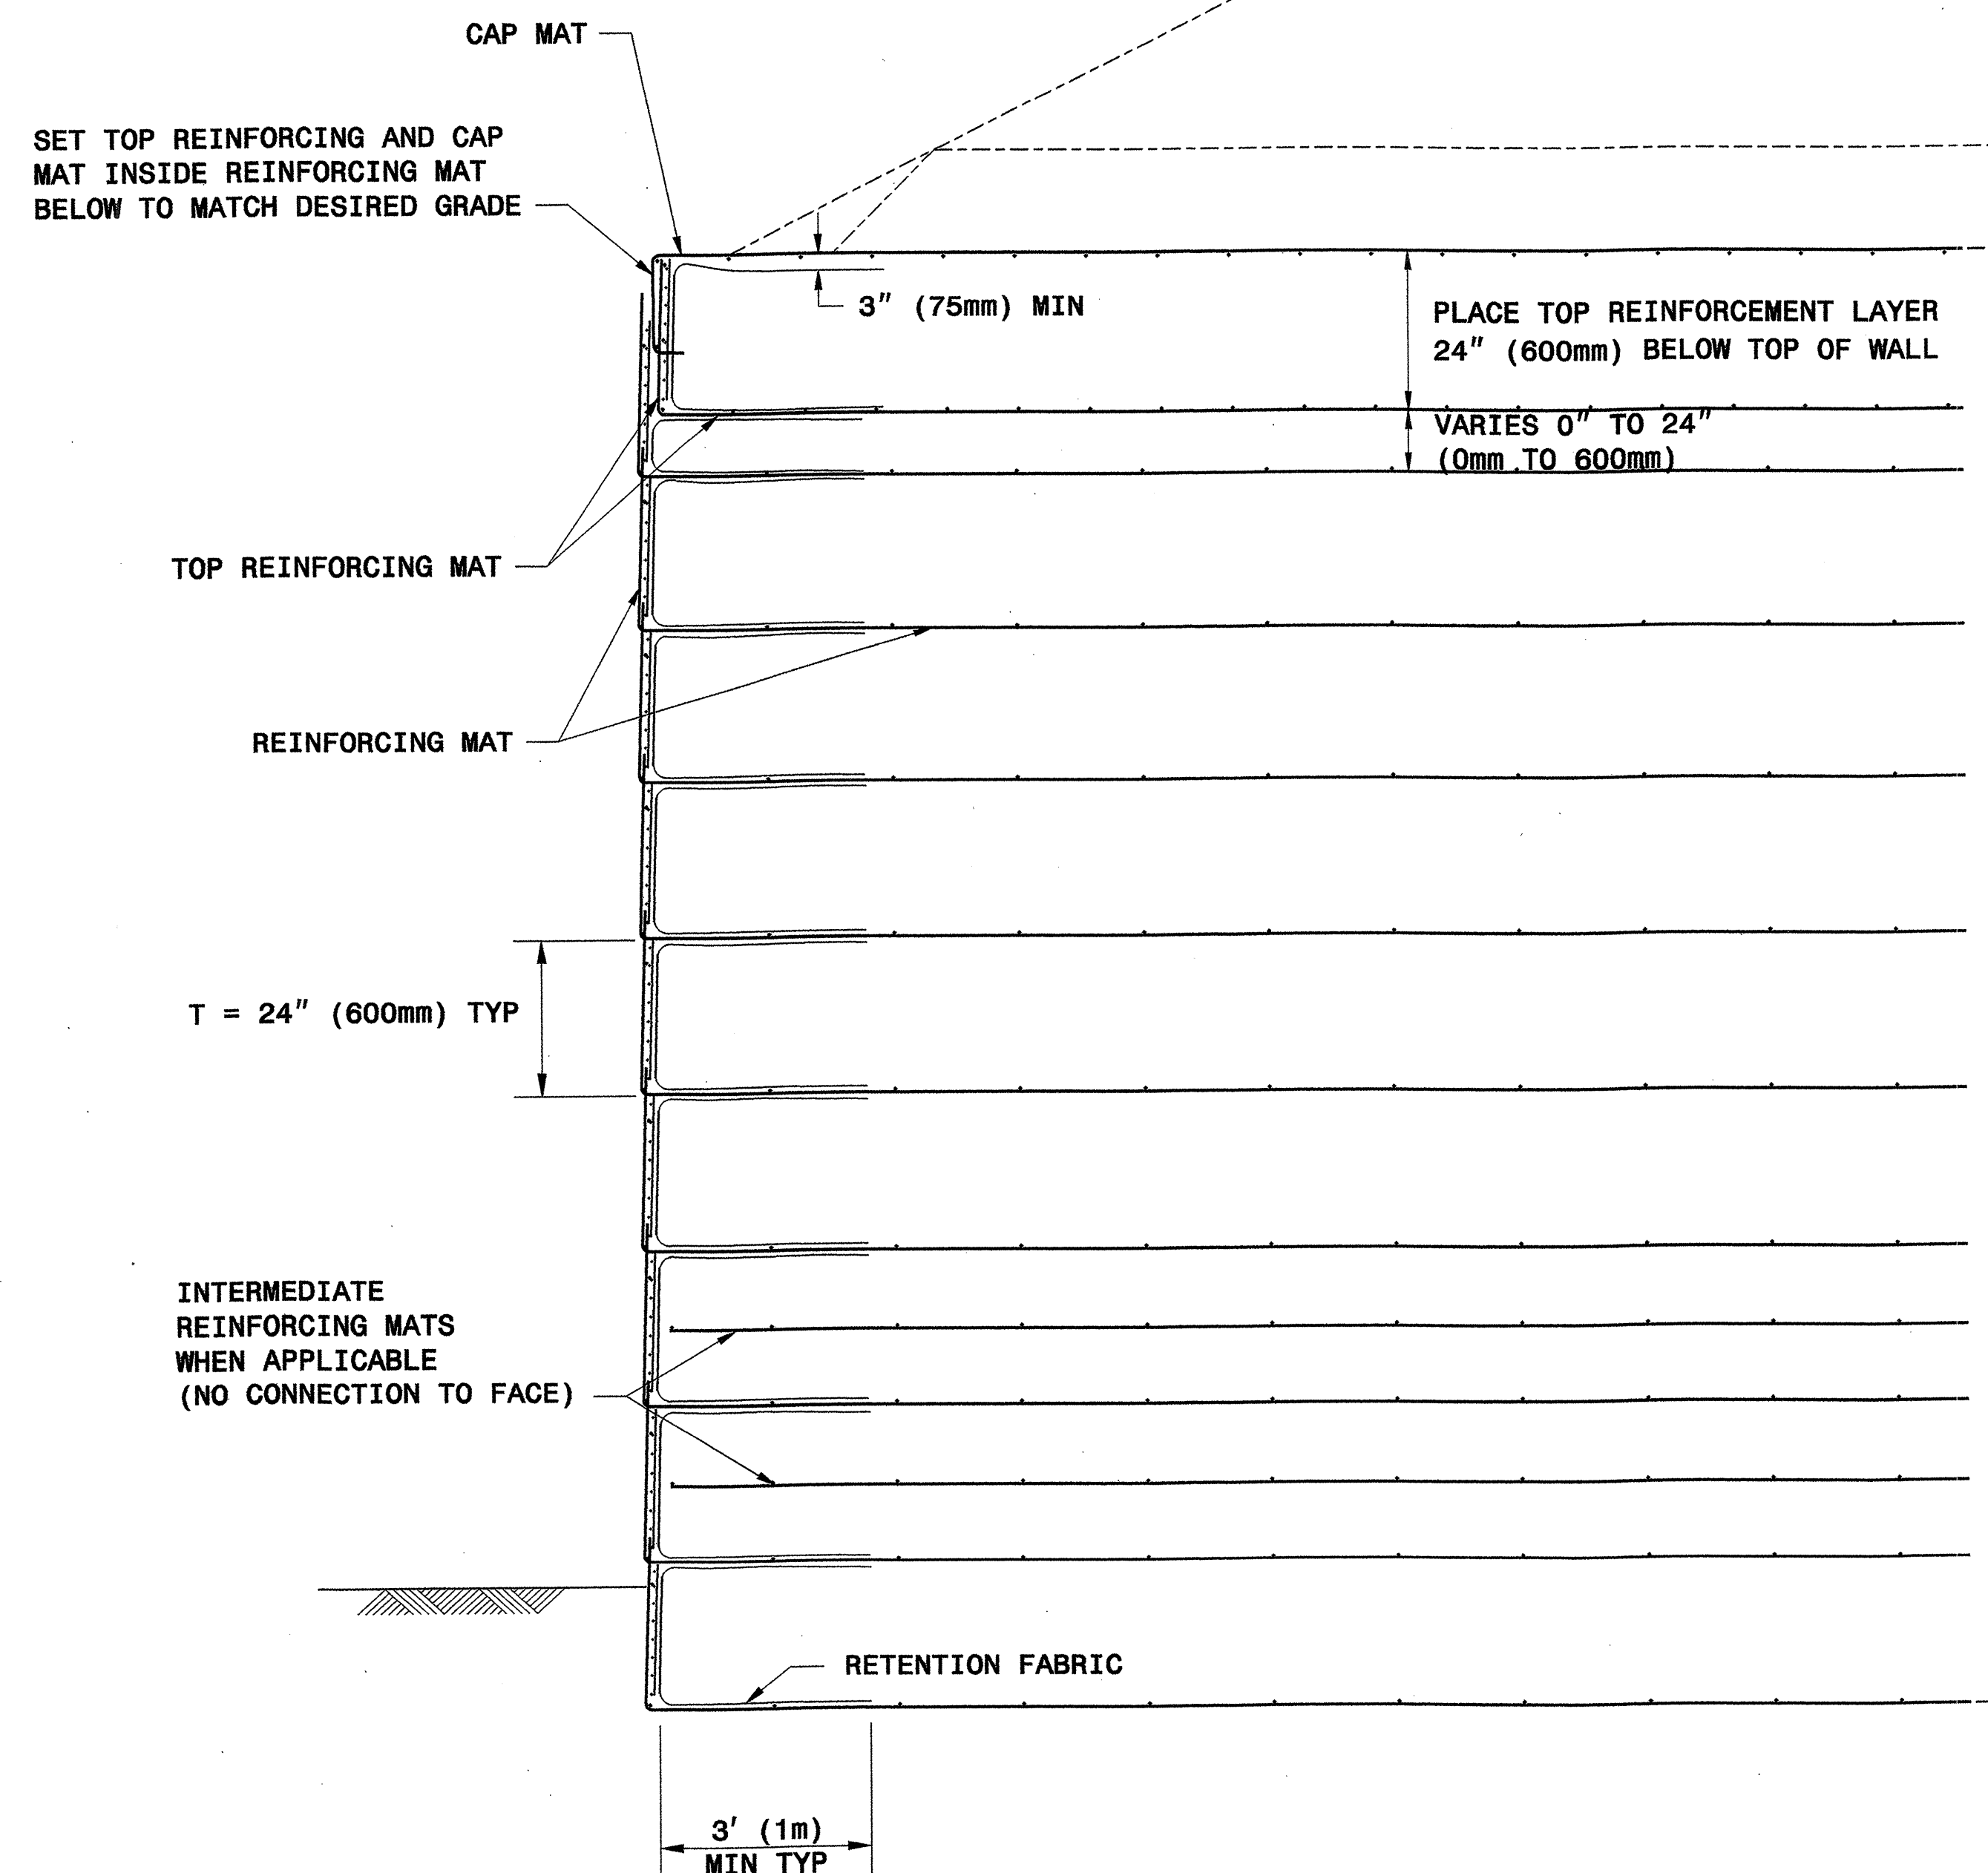 CAP MAT
SET TOP REINFORCING AND CAP
MAT INSIDE REINFORCING MAT
BELOW TO MATCH DESIRED GRADE
3" (75mm) MIN
PLACE TOP REINFORCEMENT LAYER
24" (600mm) BELOW TOP OF WALL
VARIES 0" TO 24"
(0mm TO 600mm)
TOP REINFORCING MAT
REINFORCING MAT
T = 24" (600mm) TYP
INTERMEDIATE
REINFORCING MATS
WHEN APPLICABLE
(NO CONNECTION TO FACE)
RETENTION FABRIC
3' (1m)
MIN TYP